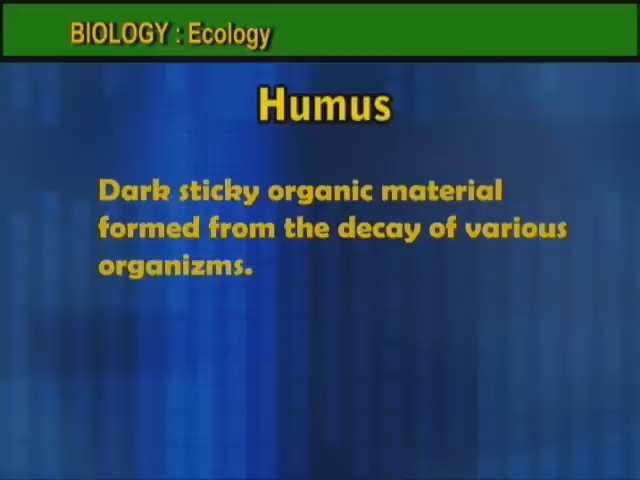 BIOLOGY : Ecology
Humus
Dark sticky organic material
formed from the decay of various
organizms.